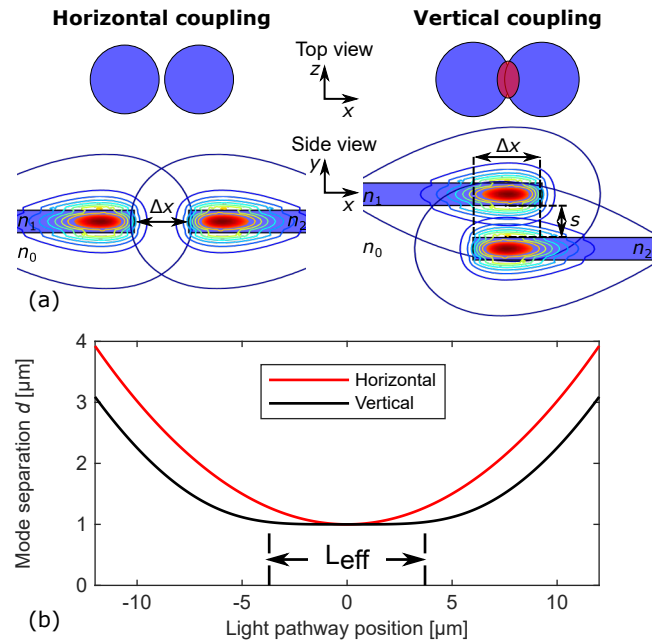 Horizontal coupling
Vertical coupling
Top view
z
x
Side view
y
x
Δx
n1
n2
n0
(a)
Δx
s
n1
n2
n0
4
3
2
1
0
Mode separation d [μm]
Horizontal
Vertical
Leff
-10
-5
0
5
10
Light pathway position [μm]
(b)